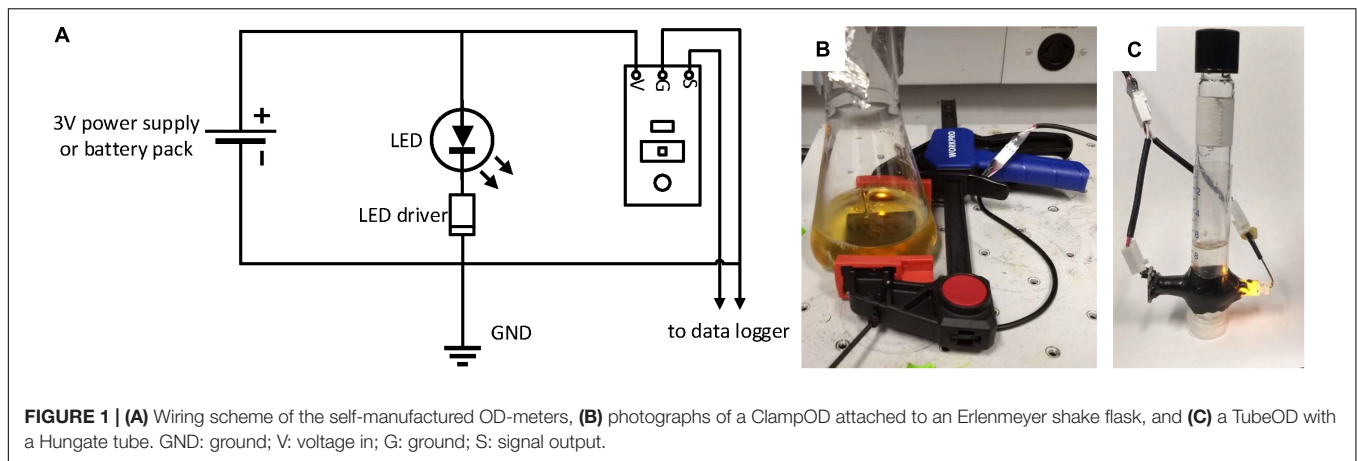 A
B
C
3V power supply
or battery pack
+
LED
LED driver
V
G
S
GND
to data logger
WORKPRO
FIGURE 1 | (A) Wiring scheme of the self-manufactured OD-meters, (B) photographs of a ClampOD attached to an Erlenmeyer shake flask, and (C) a TubeOD with
a Hungate tube. GND: ground; V: voltage in; G: ground; S: signal output.